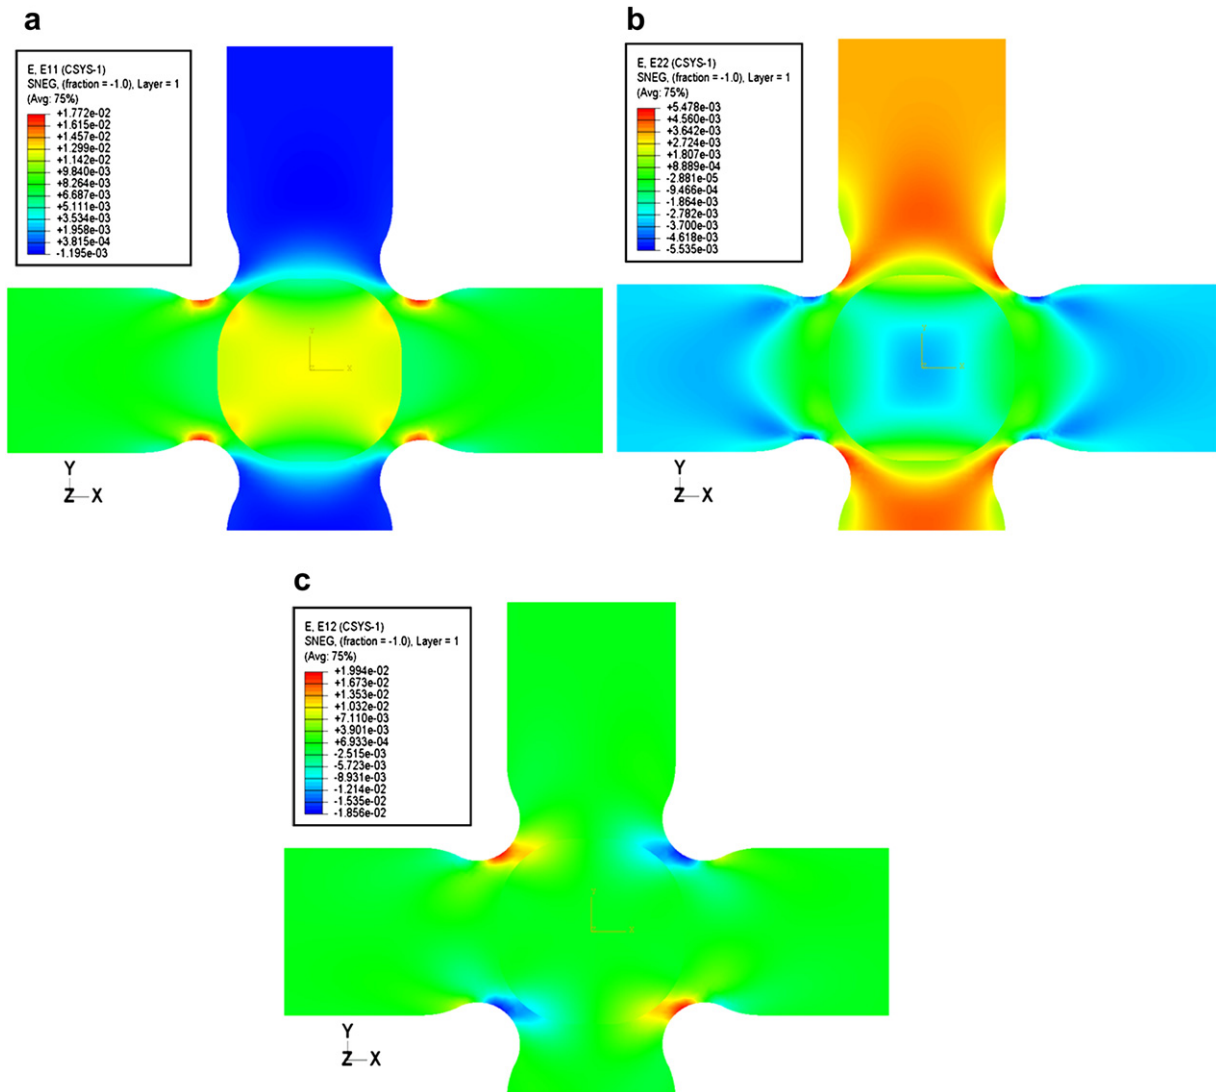 a
E, E11 (CSYS-1)
SNEG, (fraction = -1.0), Layer = 1
(Avg: 75%)
+1.772e-02
+1.615e-02
+1.457e-02
+1.299e-02
+1.142e-02
+9.840e-03
+8.264e-03
+6.687e-03
+5.111e-03
+3.534e-03
+1.958e-03
+3.815e-04
-1.195e-03
Y
X
Y
Z X
b
E, E22 (CSYS-1)
SNEG, (fraction = -1.0), Layer = 1
(Avg: 75%)
+5.478e-03
+4.560e-03
+3.642e-03
+2.724e-03
+1.807e-03
+8.889e-04
-2.881e-05
-9.466e-04
-1.864e-03
-2.782e-03
-3.700e-03
-4.618e-03
-5.535e-03
Y
Z X
c
E, E12 (CSYS-1)
SNEG, (fraction = -1.0), Layer = 1
(Avg: 75%)
+1.994e-02
+1.673e-02
+1.353e-02
+1.032e-02
+7.110e-03
+3.901e-03
+6.933e-04
-2.515e-03
-5.723e-03
-8.931e-03
-1.214e-02
-1.535e-02
-1.856e-02
Y
Z X